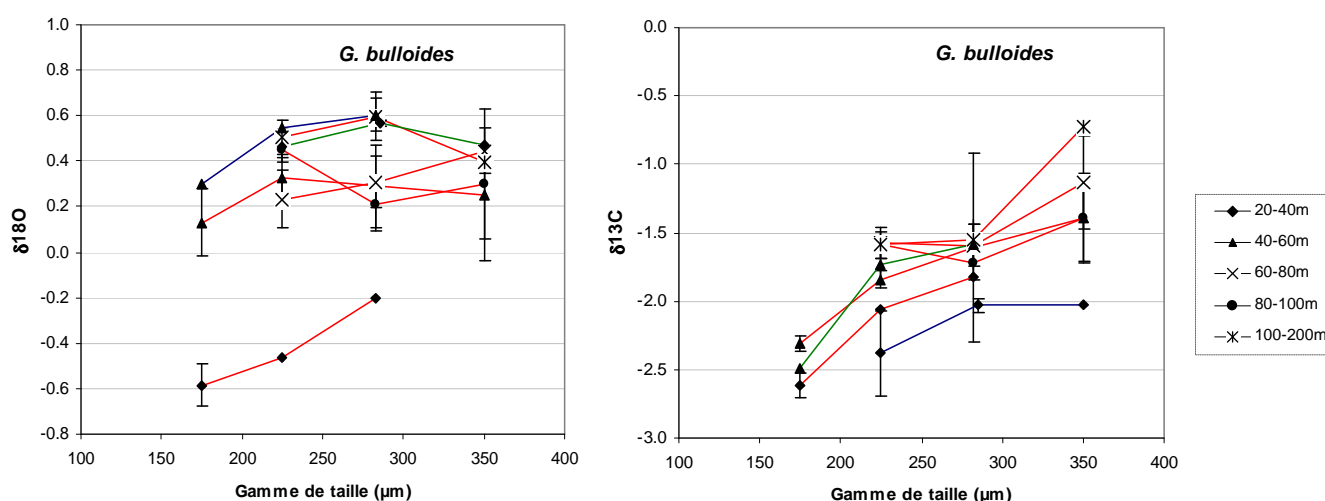 G. bulloides
δ18O
1.0
0.8
0.6
0.4
0.2
0.0
-0.2
-0.4
-0.6
-0.8
100 150 200 250 300 350 400
Gamme de taille (µm)
G. bulloides
δ13C
0.0
-0.5
-1.0
-1.5
-2.0
-2.5
-3.0
100 150 200 250 300 350 400
Gamme de taille (µm)
20-40m
40-60m
60-80m
80-100m
100-200m